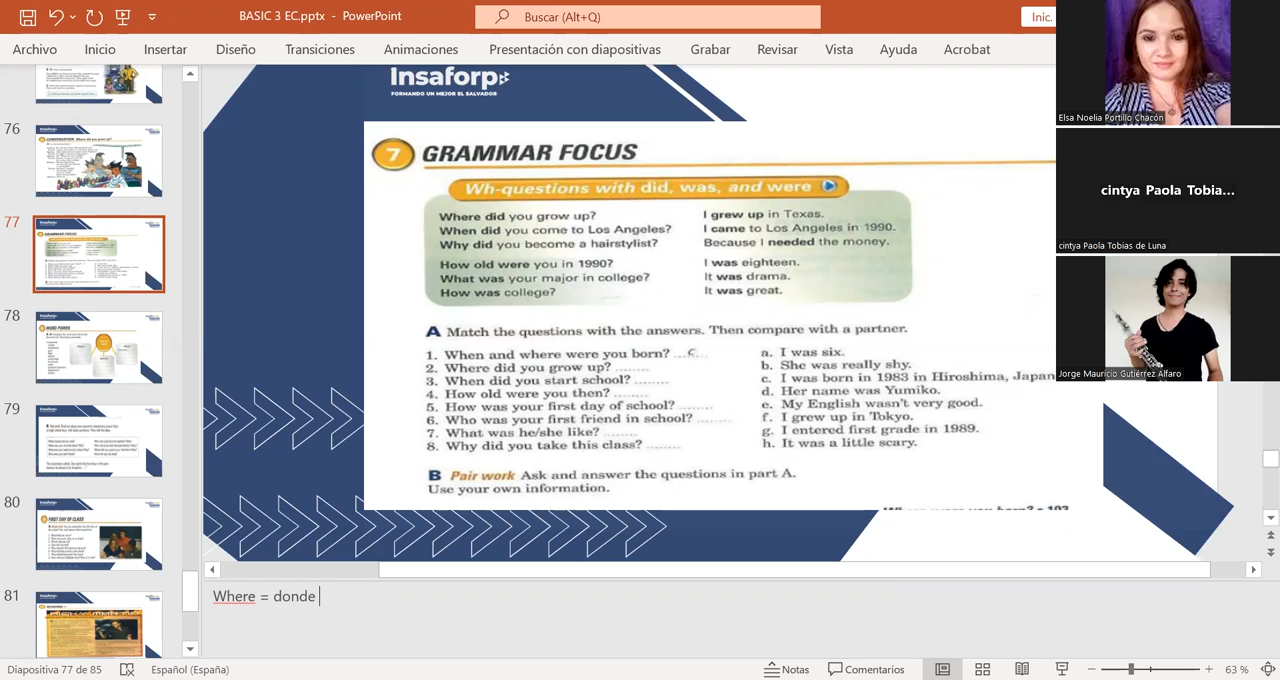 BASIC 3 EC.pptx - PowerPoint
Buscar (Alt+Q)
Inic.
Archivo Inicio Insertar Diseño Transiciones Animaciones Presentación con diapositivas Grabar Revisar Vista Ayuda Acrobat
Insaforp
FORMANDO UN MEJOR EL SALVADOR
7 GRAMMAR FOCUS
Wh-questions with did, was, and were
Where did you grow up? I grew up in Texas.
When did you come to Los Angeles? I came to Los Angeles in 1990.
Why did you become a hairstylist? Because I needed the money.
How old were you in 1990? I was eighteen.
What was your major in college? It was drama.
How was college? It was great.
A Match the questions with the answers. Then compare with a partner.
1. When and where were you born? ...c...
2. Where did you grow up? ........
3. When did you start school? ........
4. How old were you then? ........
5. How was your first day of school? ........
6. Who was your first friend in school? ........
7. What was he/she like? ........
8. Why did you take this class? ........
a. I was six.
b. She was really shy.
c. I was born in 1983 in Hiroshima, Japan
d. Her name was Yumiko.
e. My English wasn't very good.
f. I grew up in Tokyo.
g. I entered first grade in 1989.
h. It was a little scary.
B Pair work Ask and answer the questions in part A.
Use your own information.
Where = donde
76
77
78
79
80
81
GRAMMAR FOCUS
WORD POWER
FIRST DAY OF CLASS
Elsa Noelia Portillo Chacón
cintya Paola Tobia...
cintya Paola Tobias de Luna
Jorge Mauricio Gutiérrez Alfaro
Diapositiva 77 de 85 Español (España) Notas Comentarios 63 %